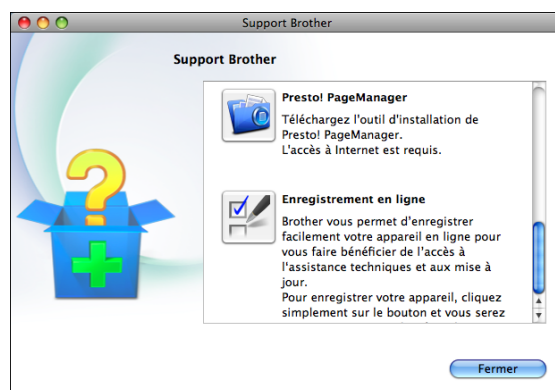 Support Brother
Support Brother
Presto! PageManager
Téléchargez l'outil d'installation de
Presto! PageManager.
L'accès à Internet est requis.
Enregistrement en ligne
Brother vous permet d'enregistrer
facilement votre appareil en ligne pour
vous faire bénéficier de l'accès à
l'assistance techniques et aux mise à
jour.
Pour enregistrer votre appareil, cliquez
simplement sur le bouton et vous serez
Fermer